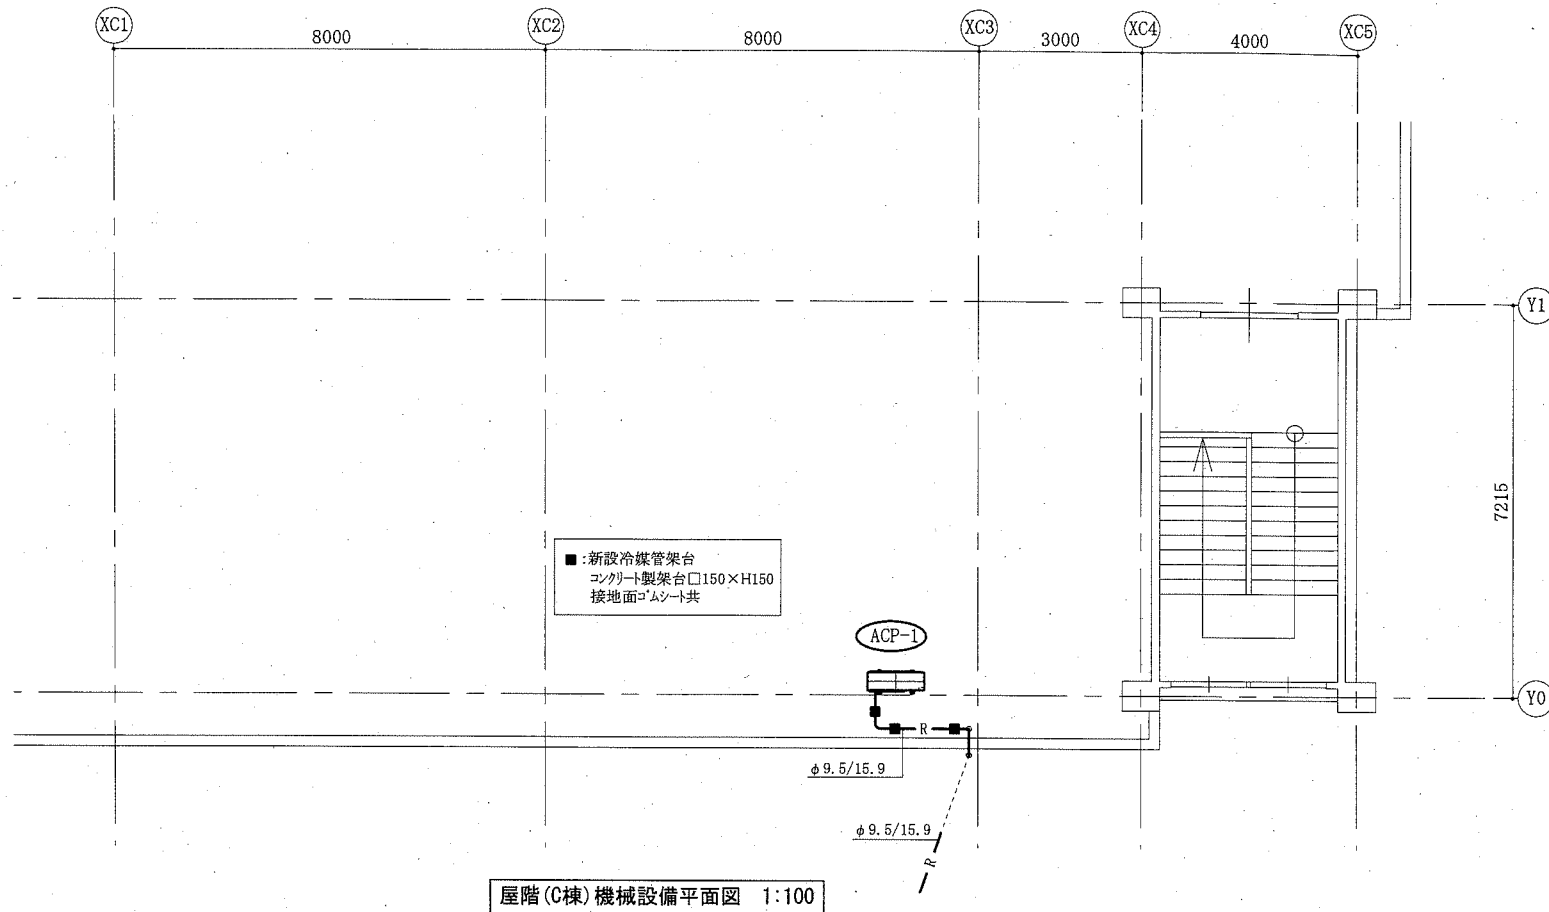 XC1
XC2
XC3
XC4
XC5
8000
8000
3000
4000
Y1
7215
■:新設冷媒管架台
コンクリート製架台□150×H150
接地面ゴムシート共
ACP-1
Y0
R
φ9.5/15.9
φ9.5/15.9
R
屋階(C棟)機械設備平面図 1:100